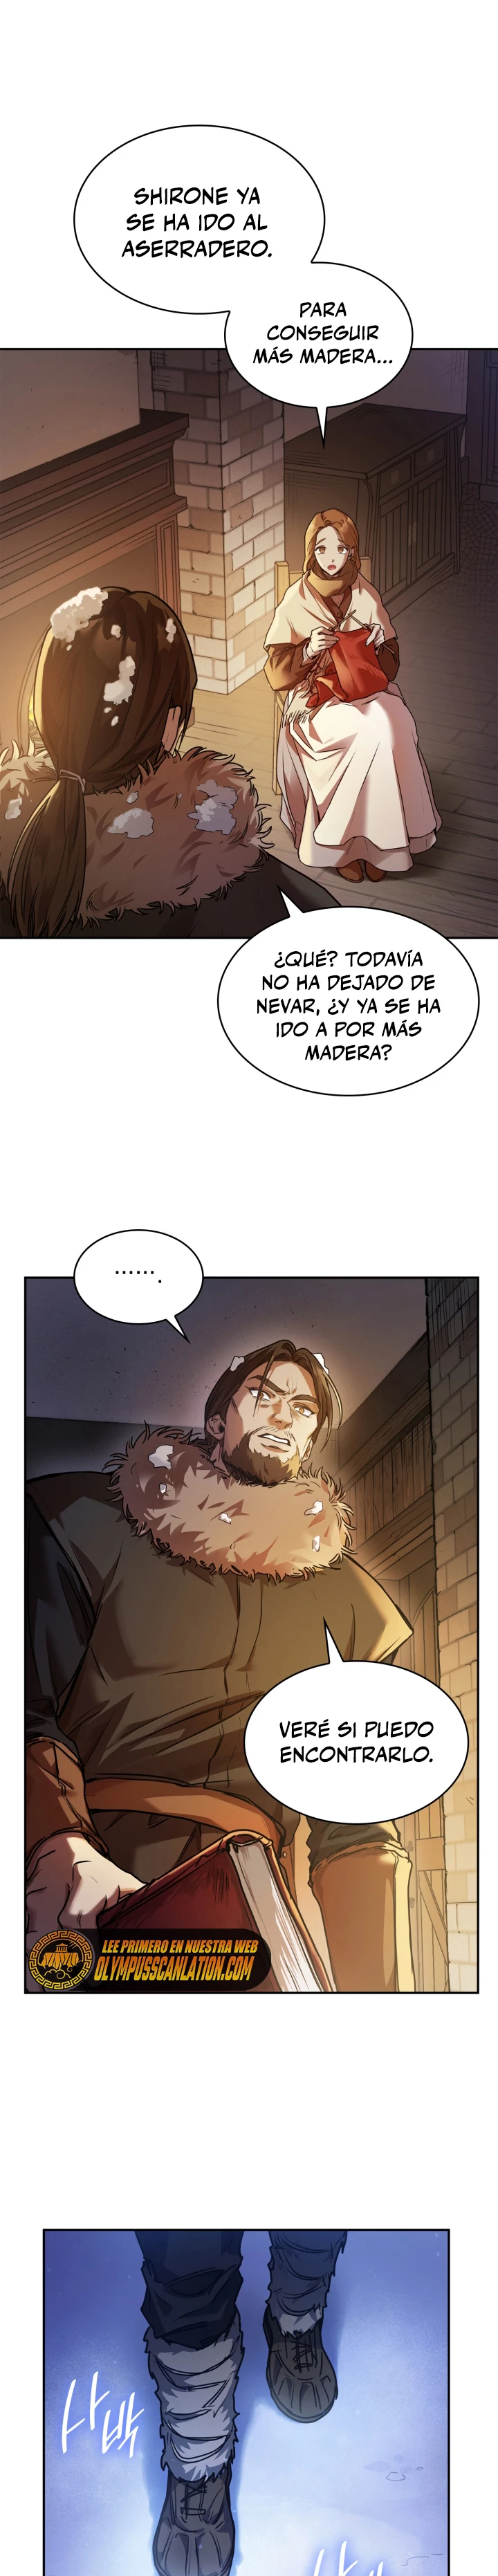 SHIRONE YA
SE HA IDO AL
ASERRADERO.
PARA
CONSEGUIR
MÁS MADERA...
¿QUÉ? TODAVÍA
NO HA DEJADO DE
NEVAR, ¿Y YA SE HA
IDO A POR MÁS
MADERA?
.......
VERÉ SI PUEDO
ENCONTRARLO.
LEE PRIMERO EN NUESTRA WEB
OLYMPUSSCANLATION.COM
사박